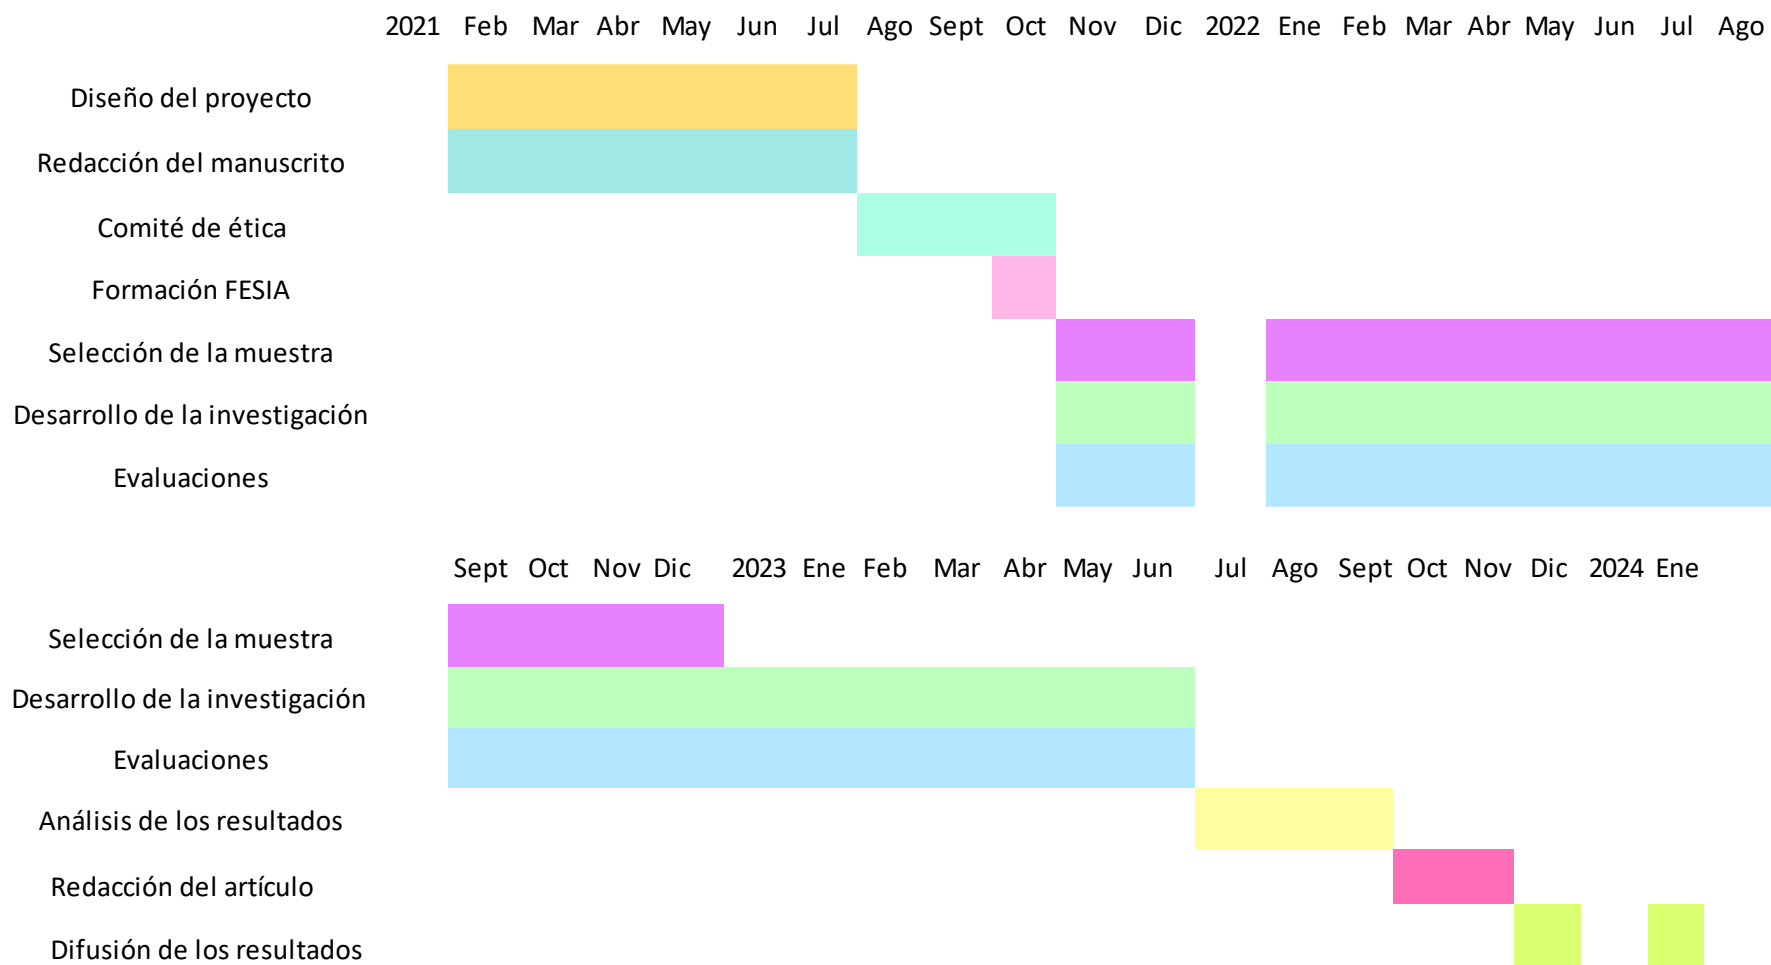 2021 Feb Mar Abr May Jun Jul Ago Sept Oct Nov Dic 2022 Ene Feb Mar Abr May Jun Jul Ago
Diseño del proyecto
Redacción del manuscrito
Comité de ética
Formación FESIA
Selección de la muestra
Desarrollo de la investigación
Evaluaciones
Sept Oct Nov Dic 2023 Ene Feb Mar Abr May Jun Jul Ago Sept Oct Nov Dic 2024 Ene
Selección de la muestra
Desarrollo de la investigación
Evaluaciones
Análisis de los resultados
Redacción del artículo
Difusión de los resultados